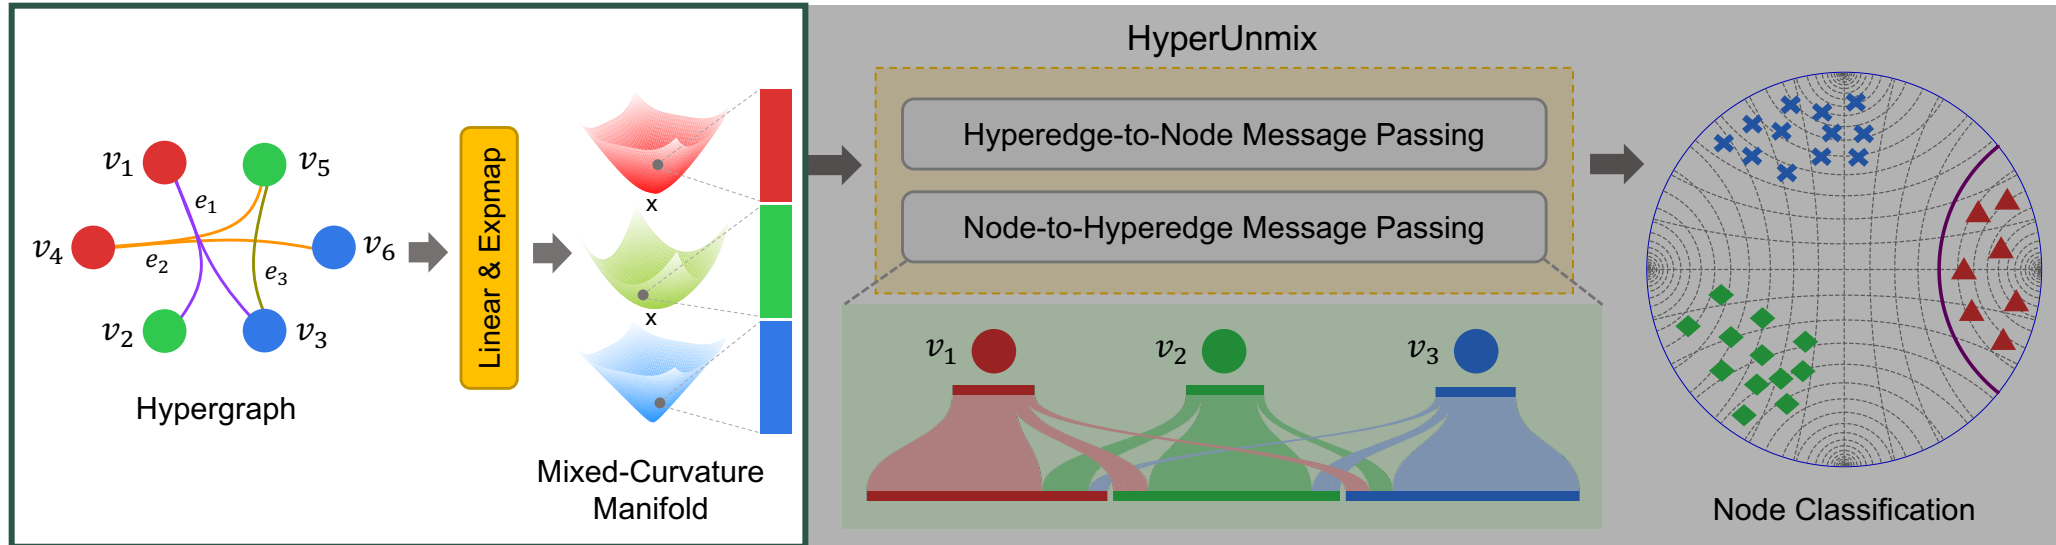 v1
v5
e1
v4
v6
e2
e3
v2
v3
Hypergraph
Linear & Expmap
x
x
Mixed-Curvature
Manifold
HyperUnmix
Hyperedge-to-Node Message Passing
Node-to-Hyperedge Message Passing
v1
v2
v3
Node Classification